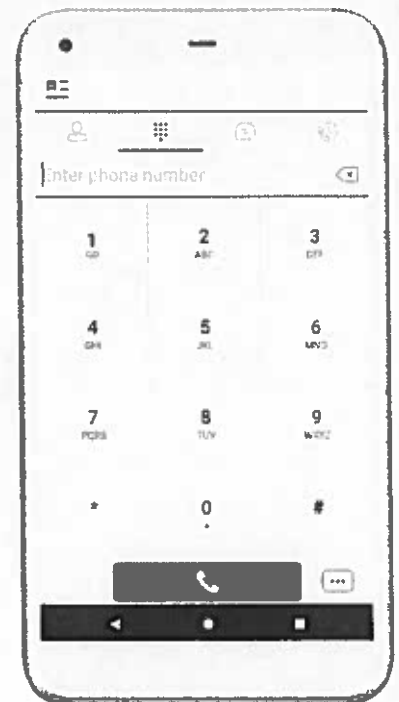 Enter phone number
1 2 3
ABC DEF
4 5 6
GHI JKL MNO
7 8 9
PQRS TUV WXYZ
* 0 #